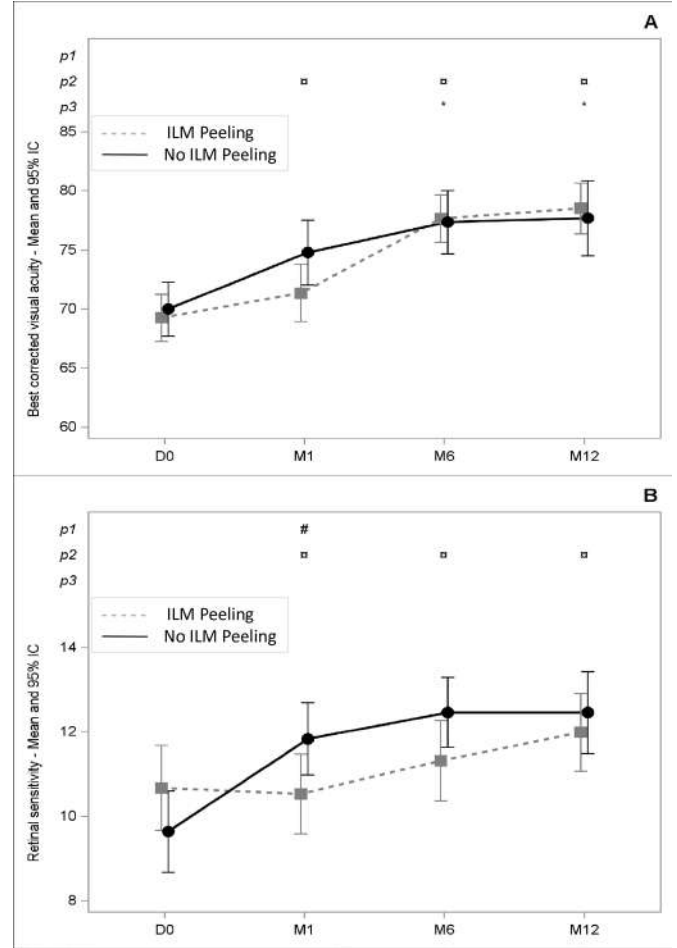 A
p1
p2 ¤ ¤ ¤
p3 * *
85
ILM Peeling
No ILM Peeling
80
75
70
65
60
Best corrected visual acuity - Mean and 95% IC
D0 M1 M6 M12
B
p1 #
p2 ¤ ¤ ¤
p3
ILM Peeling
No ILM Peeling
14
12
10
8
Retinal sensitivity - Mean and 95% IC
D0 M1 M6 M12